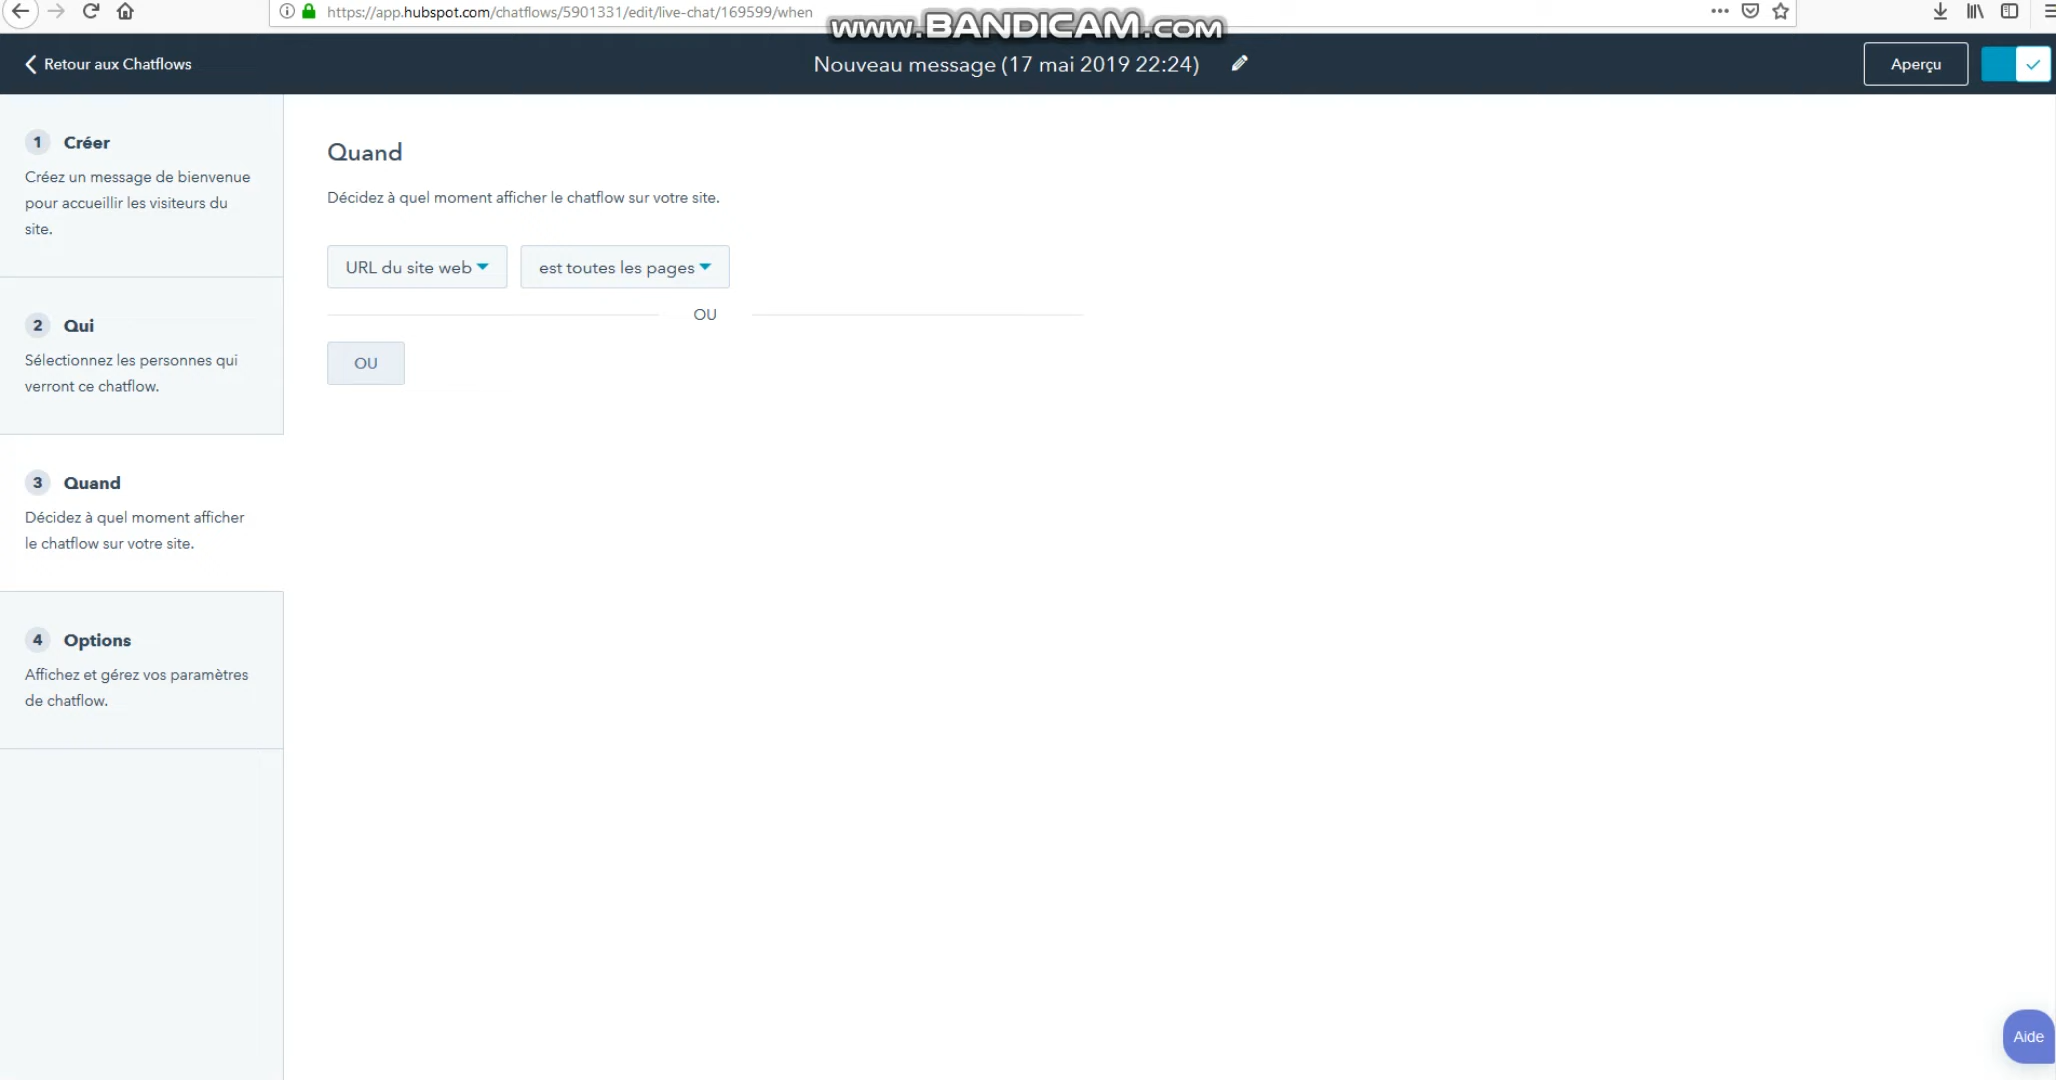 https://app.hubspot.com/chatflows/5901331/edit/live-chat/169599/when
www.BANDICAM.com
Retour aux Chatflows
Nouveau message (17 mai 2019 22:24)
Aperçu
1 Créer
Créez un message de bienvenue
pour accueillir les visiteurs du
site.
2 Qui
Sélectionnez les personnes qui
verront ce chatflow.
3 Quand
Décidez à quel moment afficher
le chatflow sur votre site.
4 Options
Affichez et gérez vos paramètres
de chatflow.
Quand
Décidez à quel moment afficher le chatflow sur votre site.
URL du site web est toutes les pages
OU
OU
Aide